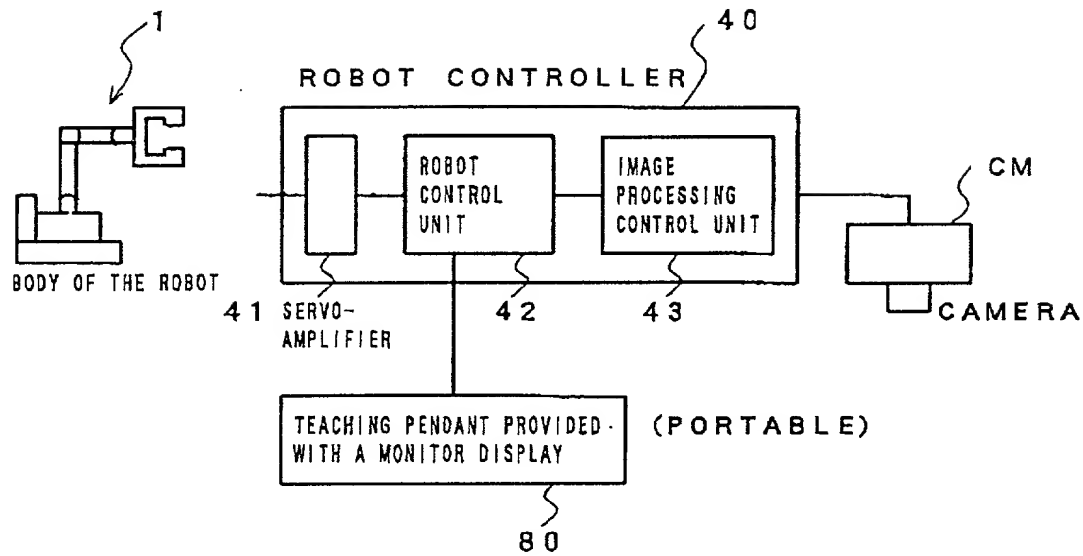 1
40
ROBOT CONTROLLER
ROBOT
CONTROL
UNIT
IMAGE
PROCESSING
CONTROL UNIT
CM
BODY OF THE ROBOT
41
SERVO-
AMPLIFIER
42
43
CAMERA
TEACHING PENDANT PROVIDED
WITH A MONITOR DISPLAY
(PORTABLE)
80